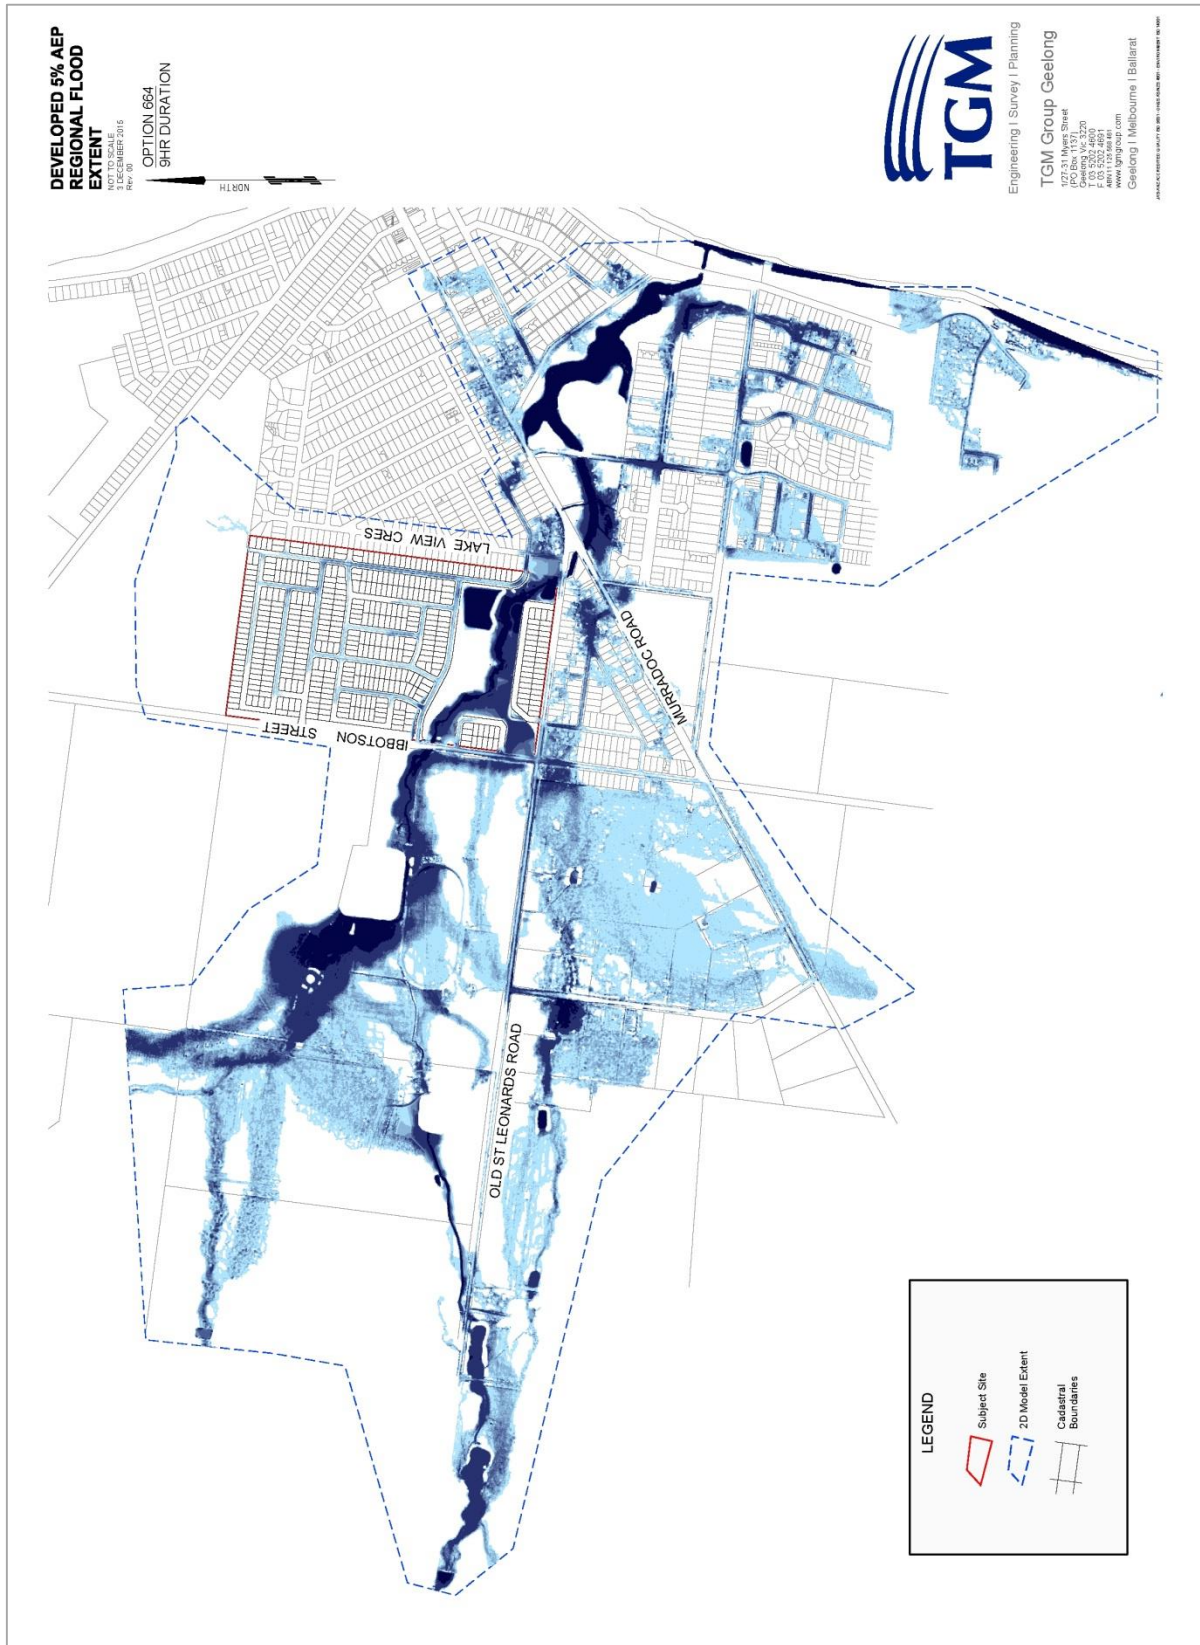 DEVELOPED 5% AEP
REGIONAL FLOOD
EXTENT
NOT TO SCALE
3 DECEMBER 2015
Rev. 00
OPTION 664
9HR DURATION
NORTH
TGM
Engineering | Survey | Planning
TGM Group Geelong
1/27-31 Myers Street
(PO Box 1137)
Geelong Vic 3220
T 03 5202 4600
F 03 5202 4691
www.tgmgroup.com
Geelong | Melbourne | Ballarat
LAKE VIEW CRES
IBBOTSON STREET
MURRADOC ROAD
OLD ST LEONARDS ROAD
LEGEND
Subject Site
2D Model Extent
Cadastral
Boundaries